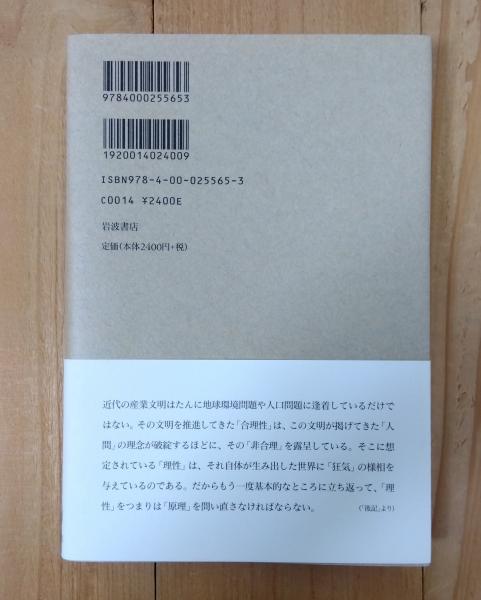 9784000255653
1920014024009
ISBN978-4-00-025565-3
C0014 ¥2400E
岩波書店
定価(本体2400円+税)
近代の産業文明はたんに地球環境問題や人口問題に逢着しているだけで
はない。その文明を推進してきた「合理性」は、この文明が掲げてきた「人
間」の理念が破綻するほどに、その「非合理」を露呈している。そこに想
定されている「理性」は、それ自体が生み出した世界に「狂気」の様相を
与えているのである。だからもう一度基本的なところに立ち返って、「理
性」をつまりは「原理」を問い直さなければならない。
(「後記」より)